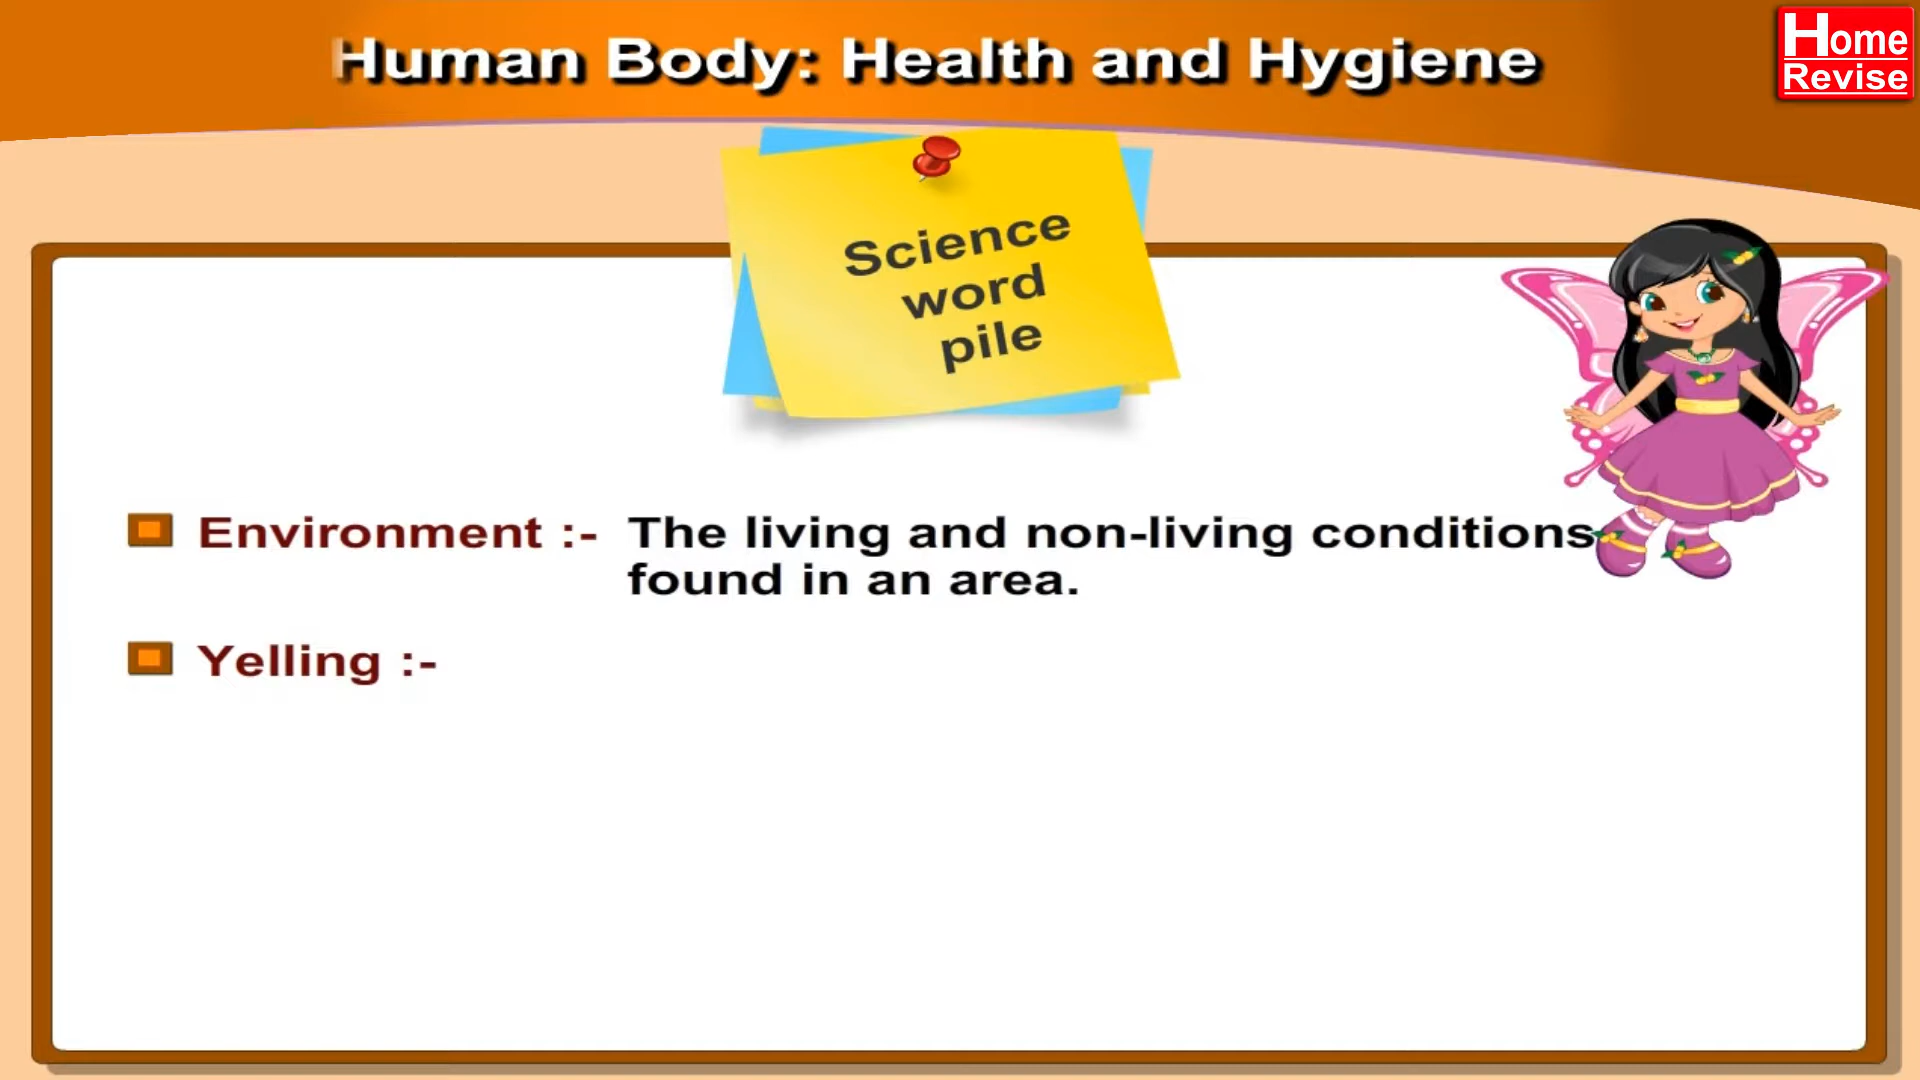 Human Body: Health and Hygiene
Home
Revise
Science
word
pile
Environment :- The living and non-living conditions
found in an area.
Yelling :-